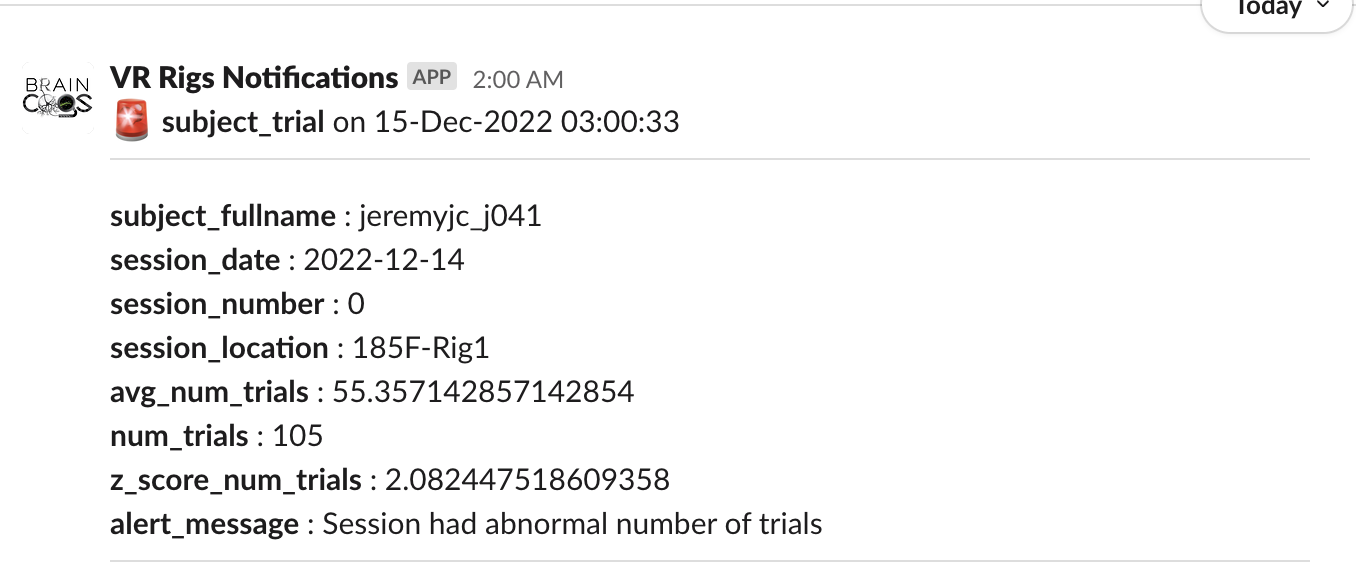 Today
BRAIN
COGS
VR Rigs Notifications APP 2:00 AM
subject_trial on 15-Dec-2022 03:00:33
subject_fullname : jeremyjc_j041
session_date : 2022-12-14
session_number : 0
session_location : 185F-Rig1
avg_num_trials : 55.357142857142854
num_trials : 105
z_score_num_trials : 2.082447518609358
alert_message : Session had abnormal number of trials